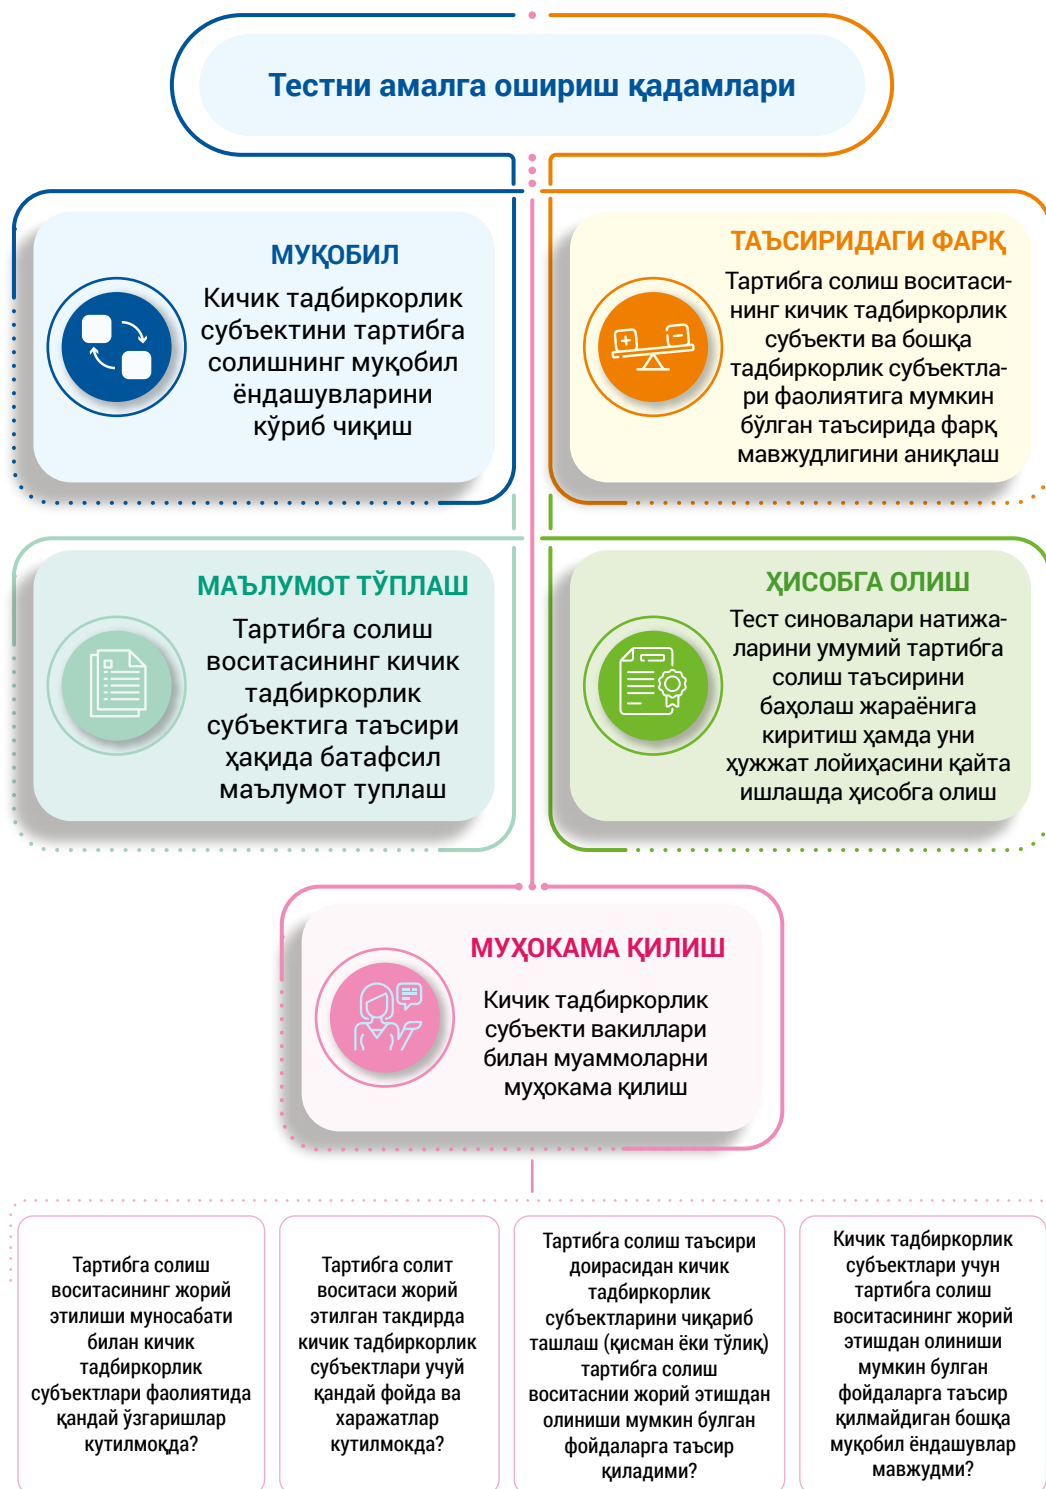 Тестни амалга ошириш қадамлари
МУҚОБИЛ
Кичик тадбиркорлик
субъектини тартибга
солишнинг муқобил
ёндашувларини
кўриб чиқиш
ТАЪСИРИДАГИ ФАРҚ
Тартибга солиш воситаси-
нинг кичик тадбиркорлик
субъекти ва бошқа
тадбиркорлик субъектла-
ри фаолиятига мумкин
бўлган таъсирида фарқ
мавжудлигини аниқлаш
МАЪЛУМОТ ТЎПЛАШ
Тартибга солиш
воситасининг кичик
тадбиркорлик
субъектига таъсири
ҳақида батафсил
маълумот туплаш
ҲИСОБГА ОЛИШ
Тест синовалари натижа-
ларини умумий тартибга
солиш таъсирини
баҳолаш жараёнига
киритиш ҳамда уни
ҳужжат лойиҳасини қайта
ишлашда ҳисобга олиш
МУҲОКАМА ҚИЛИШ
Кичик тадбиркорлик
субъекти вакиллари
билан муаммоларни
муҳокама қилиш
Тартибга солиш
воситасининг жорий
этилиши муносабати
билан кичик
тадбиркорлик
субъектлари фаолиятида
қандай ўзгаришлар
кутилмоқда?
Тартибга солит
воситаси жорий
этилган такдирда
кичик тадбиркорлик
субъектлари учуй
қандай фойда ва
харажатлар
кутилмокда?
Тартибга солиш таъсири
доирасидан кичик
тадбиркорлик
субъектларини чиқариб
ташлаш (қисман ёки тўлиқ)
тартибга солиш
воситаснии жорий этишдан
олиниши мумкин булган
фойдаларга таъсир
қиладими?
Кичик тадбиркорлик
субъектлари учун
тартибга солиш
воситасининг жорий
этишдан олиниши
мумкин булган
фойдаларга таъсир
қилмайдиган бошқа
муқобил ёндашувлар
мавжудми?